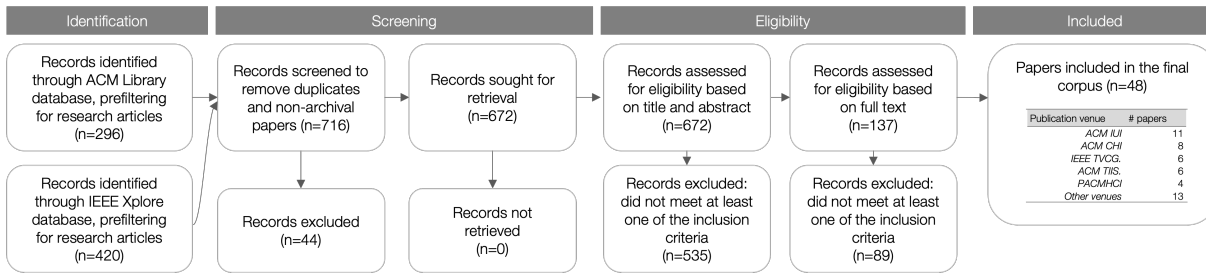 Identification
Screening
Eligibility
Included
Records identified
through ACM Library
database, prefiltering
for research articles
(n=296)
Records identified
through IEEE Xplore
database, prefiltering
for research articles
(n=420)
Records screened to
remove duplicates
and non-archival
papers (n=716)
Records excluded
(n=44)
Records sought for
retrieval
(n=672)
Records not
retrieved
(n=0)
Records assessed
for eligibility based
on title and abstract
(n=672)
Records excluded:
did not meet at least
one of the inclusion
criteria
(n=535)
Records assessed
for eligibility based
on full text
(n=137)
Records excluded:
did not meet at least
one of the inclusion
criteria
(n=89)
Papers included in the final
corpus (n=48)
Publication venue # papers
ACM IUI 11
ACM CHI 8
IEEE TVCG. 6
ACM TIIS. 6
PACMHCI 4
Other venues 13